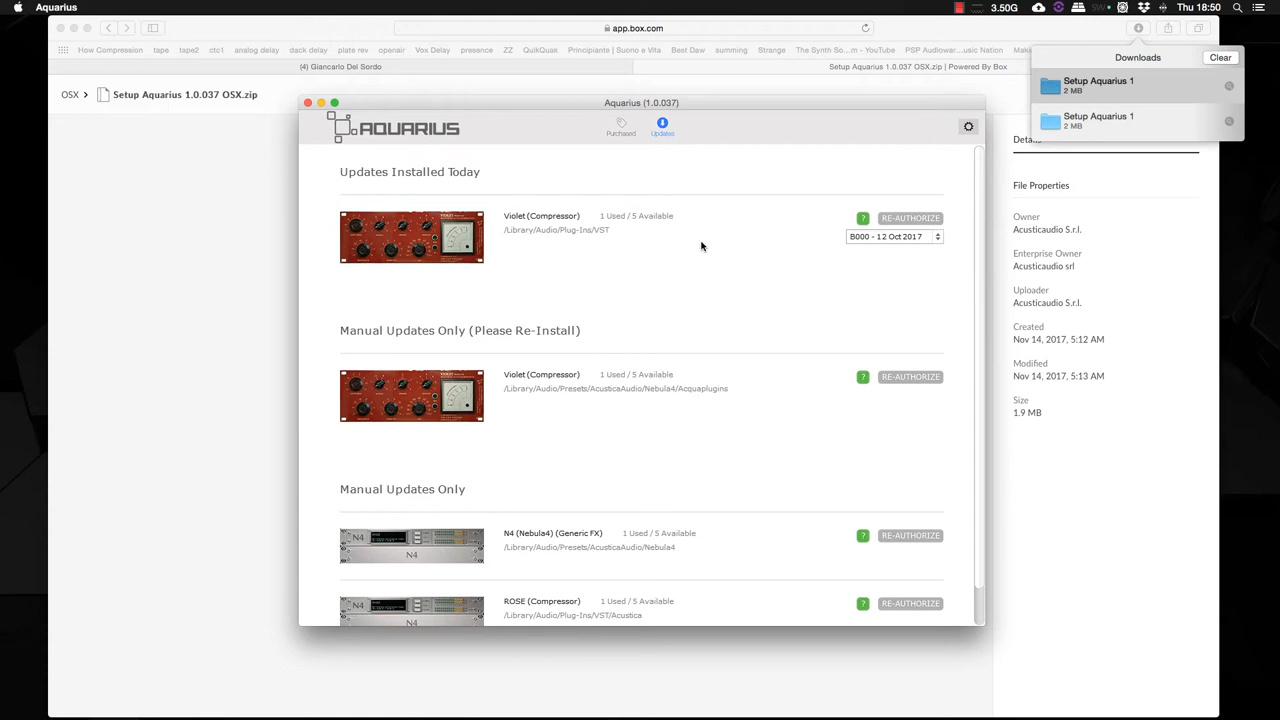 Aquarius
3.50G
SW
Thu 18:50
app.box.com
How Compression
tape
tape2
ctc1
analog delay
dack delay
plate rev
openair
Vox Delay
presence
ZZ
QuikQuak
Principiante | Suono e Vita
Best Daw
summing
Strange
The Synth So...m - YouTube
PSP Audiowar...usic Nation
(4) Giancarlo Del Sordo
Setup Aquarius 1.0.037 OSX.zip | Powered By Box
Downloads
Clear
Setup Aquarius 1
2 MB
Setup Aquarius 1
2 MB
OSX
Setup Aquarius 1.0.037 OSX.zip
Aquarius (1.0.037)
AQUARIUS
Purchased
Updates
Updates Installed Today
Violet (Compressor)
1 Used / 5 Available
/Library/Audio/Plug-Ins/VST
?
RE-AUTHORIZE
B000 - 12 Oct 2017
Manual Updates Only (Please Re-Install)
Violet (Compressor)
1 Used / 5 Available
/Library/Audio/Presets/AcusticaAudio/Nebula4/Acquaplugins
?
RE-AUTHORIZE
Manual Updates Only
N4
N4
N4 (Nebula4) (Generic FX)
1 Used / 5 Available
/Library/Audio/Presets/AcusticaAudio/Nebula4
?
RE-AUTHORIZE
N4
N4
ROSE (Compressor)
1 Used / 5 Available
/Library/Audio/Plug-Ins/VST/Acustica
?
RE-AUTHORIZE
Details
File Properties
Owner
Acusticaudio S.r.l.
Enterprise Owner
Acusticaudio srl
Uploader
Acusticaudio S.r.l.
Created
Nov 14, 2017, 5:12 AM
Modified
Nov 14, 2017, 5:13 AM
Size
1.9 MB